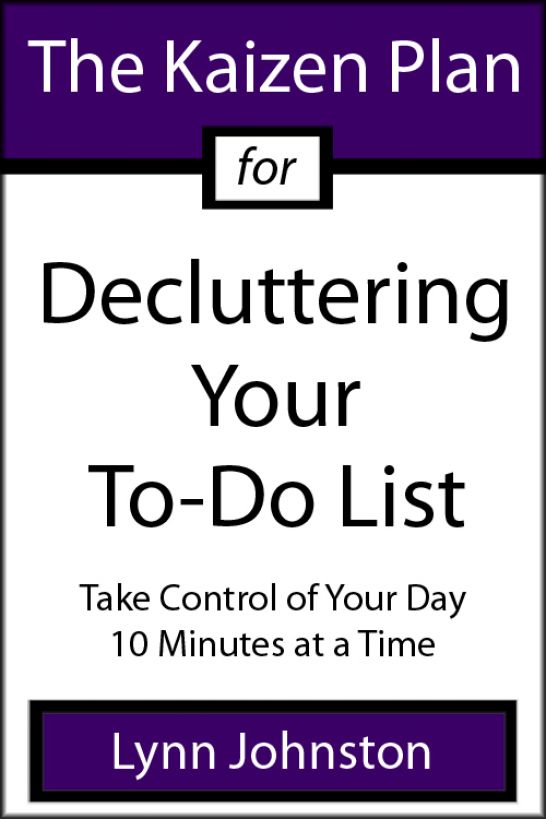 The Kaizen Plan
for
Decluttering
Your
To-Do List
Take Control of Your Day
10 Minutes at a Time
Lynn Johnston